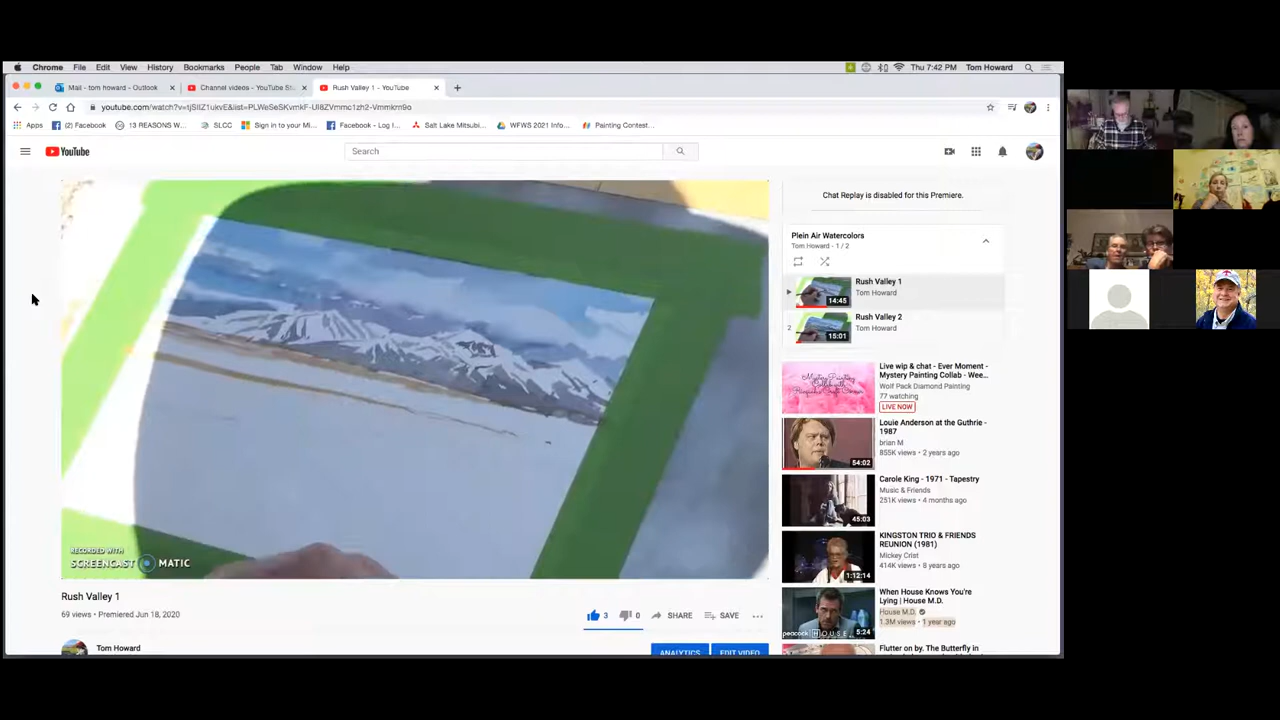 Chrome File Edit View History Bookmarks People Tab Window Help Thu 7:42 PM Tom Howard
Mail - tom howard - Outlook Channel videos - YouTube Stu Rush Valley 1 - YouTube
youtube.com/watch?v=
Apps (2) Facebook 13 REASONS W... SLCC Sign in to your Mi... Facebook - Log I... Salt Lake Mitsubi... WFWS 2021 Info... Painting Contest...
YouTube Search
Chat Replay is disabled for this Premiere.
Plein Air Watercolors
Tom Howard - 1 / 2
Rush Valley 1
Tom Howard
14:45
Rush Valley 2
Tom Howard
2
15:01
Live wip & chat - Ever Moment -
Mystery Painting Collab - Wee...
Wolf Pack Diamond Painting
77 watching
LIVE NOW
Louie Anderson at the Guthrie -
1987
brian M
855K views • 2 years ago
54:02
Carole King - 1971 - Tapestry
Music & Friends
251K views • 4 months ago
45:03
KINGSTON TRIO & FRIENDS
REUNION (1981)
Mickey Crist
414K views • 8 years ago
1:12:14
When House Knows You're
Lying | House M.D.
House M.D.
1.3M views • 1 year ago
peacock HOUSE
5:24
Flutter on by. The Butterfly in
RECORDED WITH
SCREENCAST MATIC
Rush Valley 1
69 views • Premiered Jun 18, 2020
3 0 SHARE SAVE
Tom Howard
ANALYTICS EDIT VIDEO